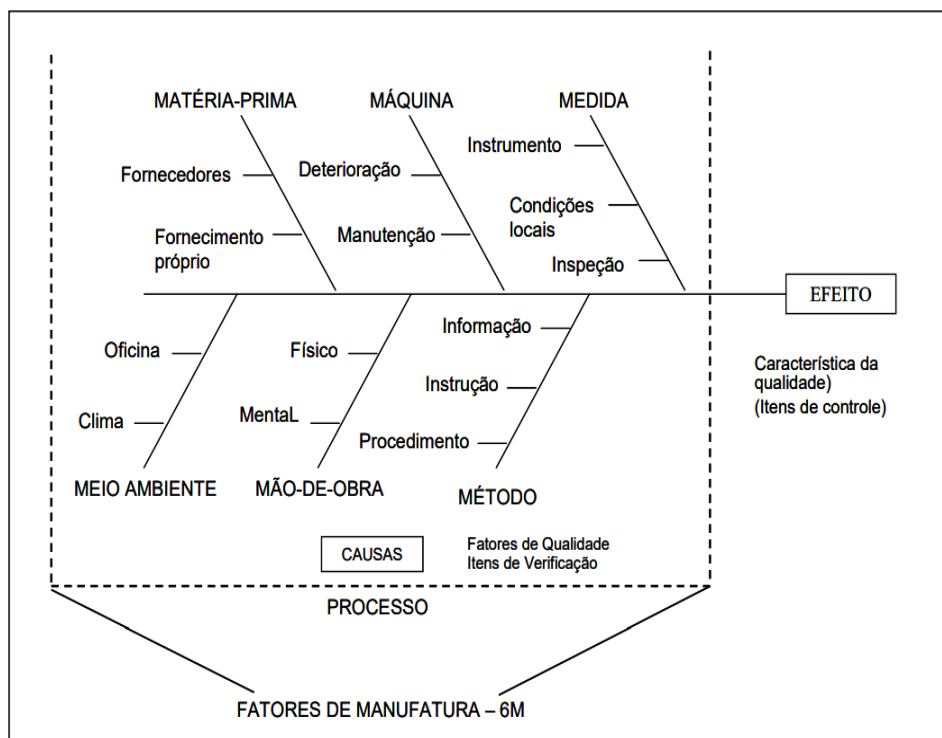 MATÉRIA-PRIMA
MÁQUINA
MEDIDA
Instrumento
Fornecedores
Deterioração
Condições
locais
Fornecimento
próprio
Manutenção
Inspeção
EFEITO
Informação
Oficina
Físico
Característica da
qualidade)
(Itens de controle)
Instrução
Clima
MentaL
Procedimento
MEIO AMBIENTE
MÃO-DE-OBRA
MÉTODO
CAUSAS
Fatores de Qualidade
Itens de Verificação
PROCESSO
FATORES DE MANUFATURA – 6M